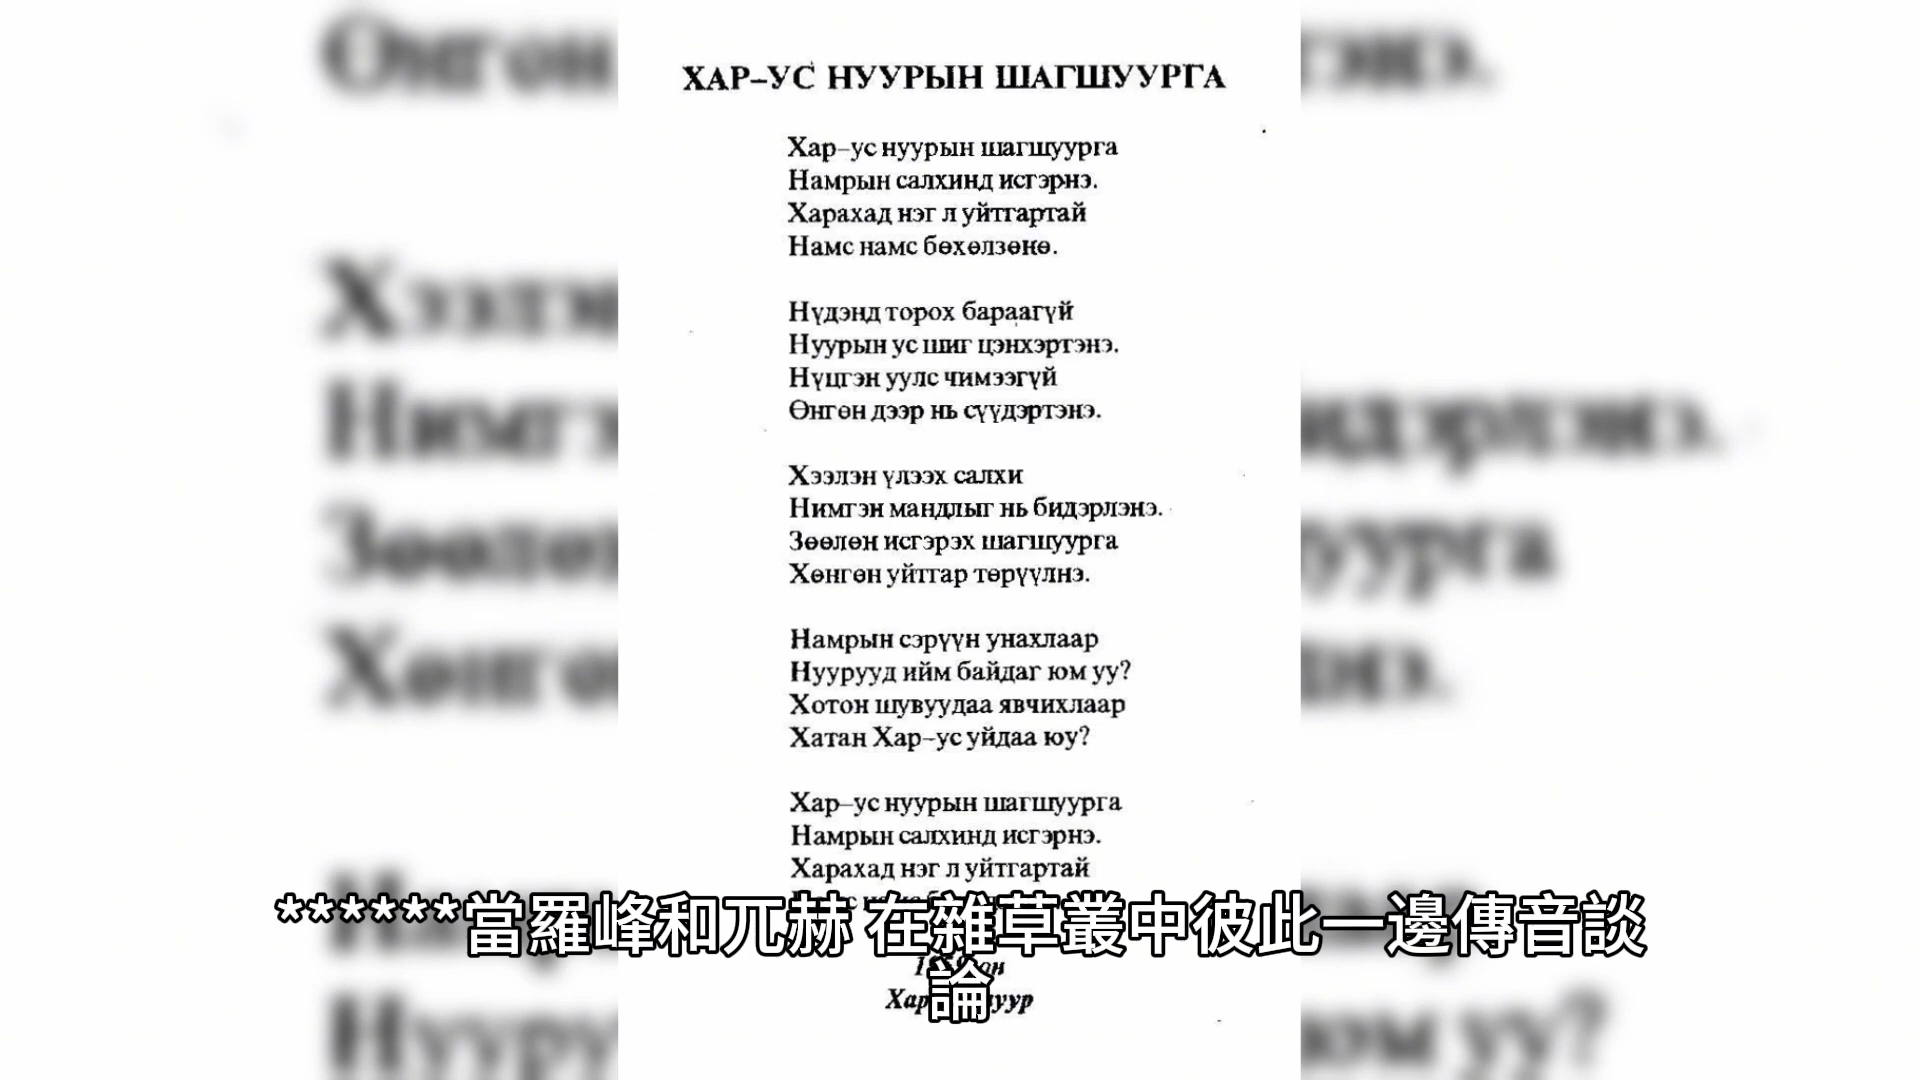 ХАР–УС НУУРЫН ШАГШУУРГА
Хар–ус нуурын шагшуурга
Намрын салхинд исгэрнэ.
Харахад нэг л уйтгартай
Намс намс бөхөлзөнө.
Нүдэнд торох бараагүй
Нуурын ус шиг цэнхэртэнэ.
Нүцгэн уулс чимээгүй
Өнгөн дээр нь сүүдэртэнэ.
Хээлэн үлээх салхи
Нимгэн мандлыг нь бидэрлэнэ.
Зөөлөн исгэрэх шагшуурга
Хөнгөн уйтгар төрүүлнэ.
Намрын сэрүүн унахлаар
Нуурууд ийм байдаг юм уу?
Хотон шувуудаа явчихлаар
Хатан Хар–ус уйдаа юу?
Хар–ус нуурын шагшуурга
Намрын салхинд исгэрнэ.
Харахад нэг л уйтгартай
******當羅峰和兀赫 在雜草叢中彼此一邊傳音談
論